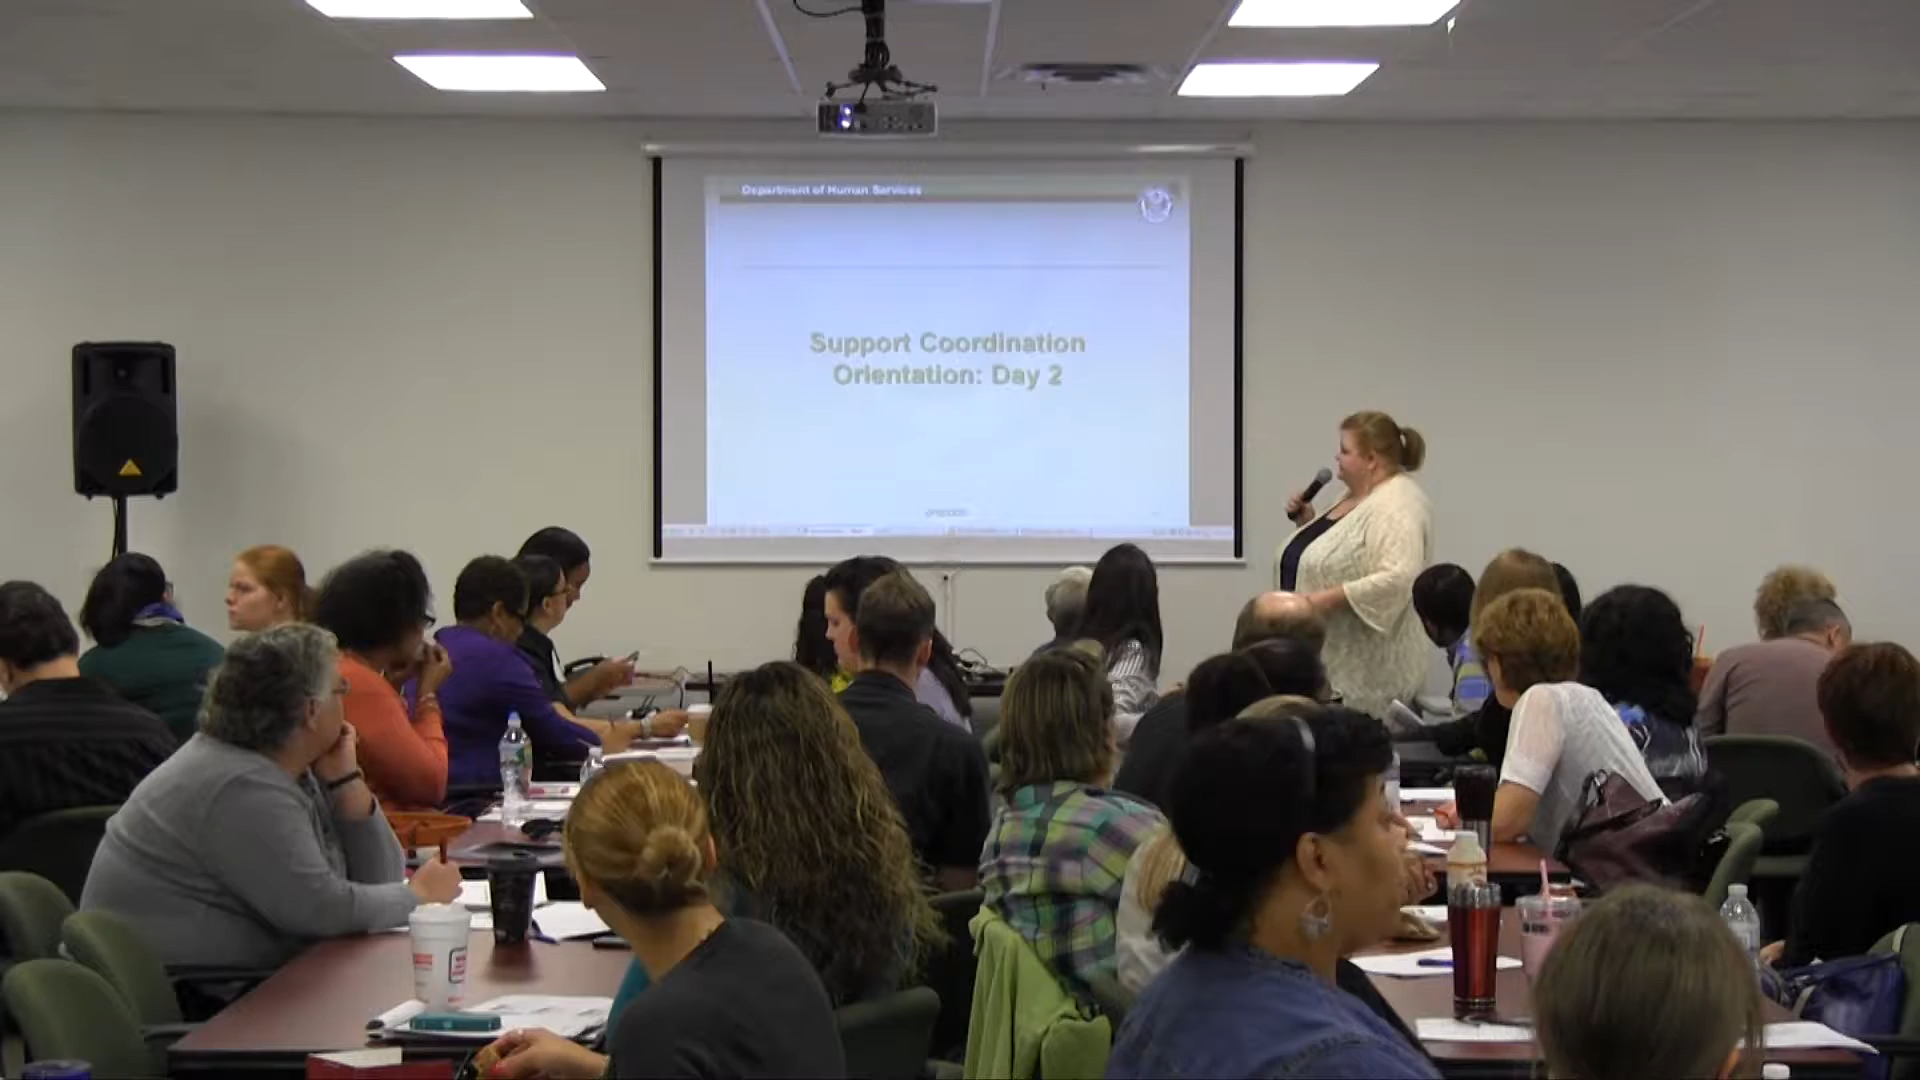 Department of Human Services
Support Coordination
Orientation: Day 2